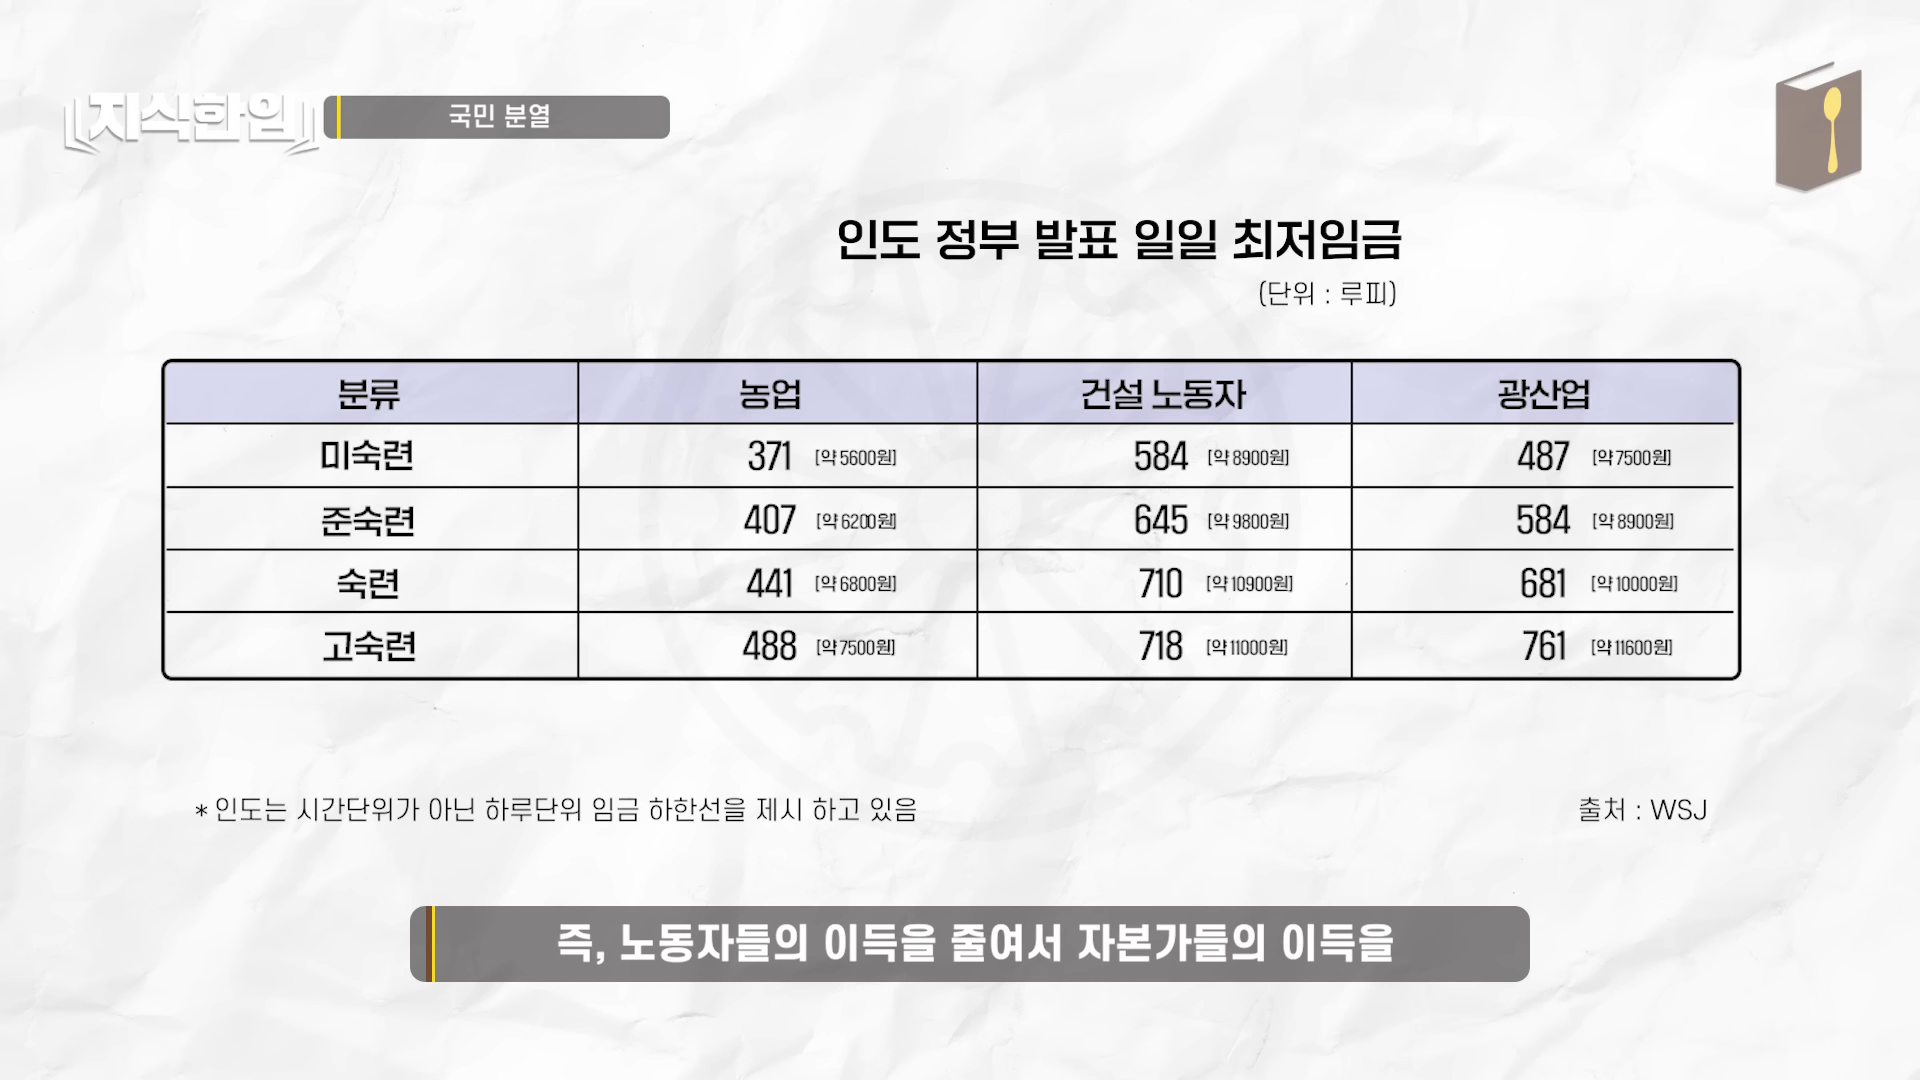 지식한입
국민 분열
인도 정부 발표 일일 최저임금
(단위 : 루피)
분류 농업 건설 노동자 광산업
미숙련 371 [약 5600원] 584 [약 8900원] 487 [약 7500원]
준숙련 407 [약 6200원] 645 [약 9800원] 584 [약 8900원]
숙련 441 [약 6800원] 710 [약 10900원] 681 [약 10000원]
고숙련 488 [약 7500원] 718 [약 11000원] 761 [약 11600원]
* 인도는 시간단위가 아닌 하루단위 임금 하한선을 제시 하고 있음
출처 : WSJ
즉, 노동자들의 이득을 줄여서 자본가들의 이득을